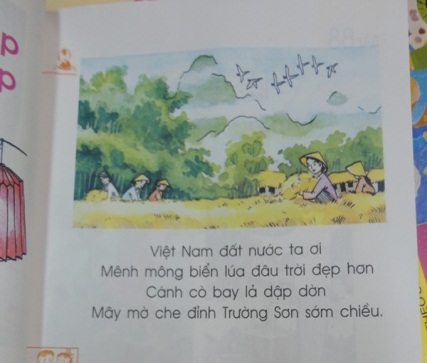 Việt Nam đất nước ta ơi
Mênh mông biển lúa đâu trời đẹp hơn
Cánh cò bay lả dập dờn
Mây mờ che đỉnh Trường Sơn sớm chiều.